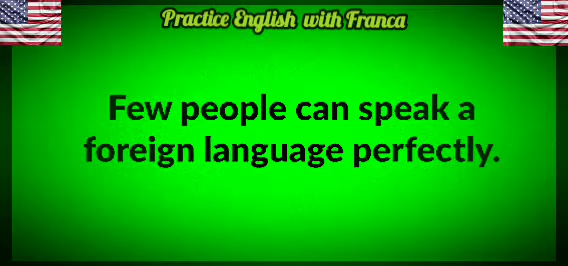 Practice English with Franca
Few people can speak a
foreign language perfectly.